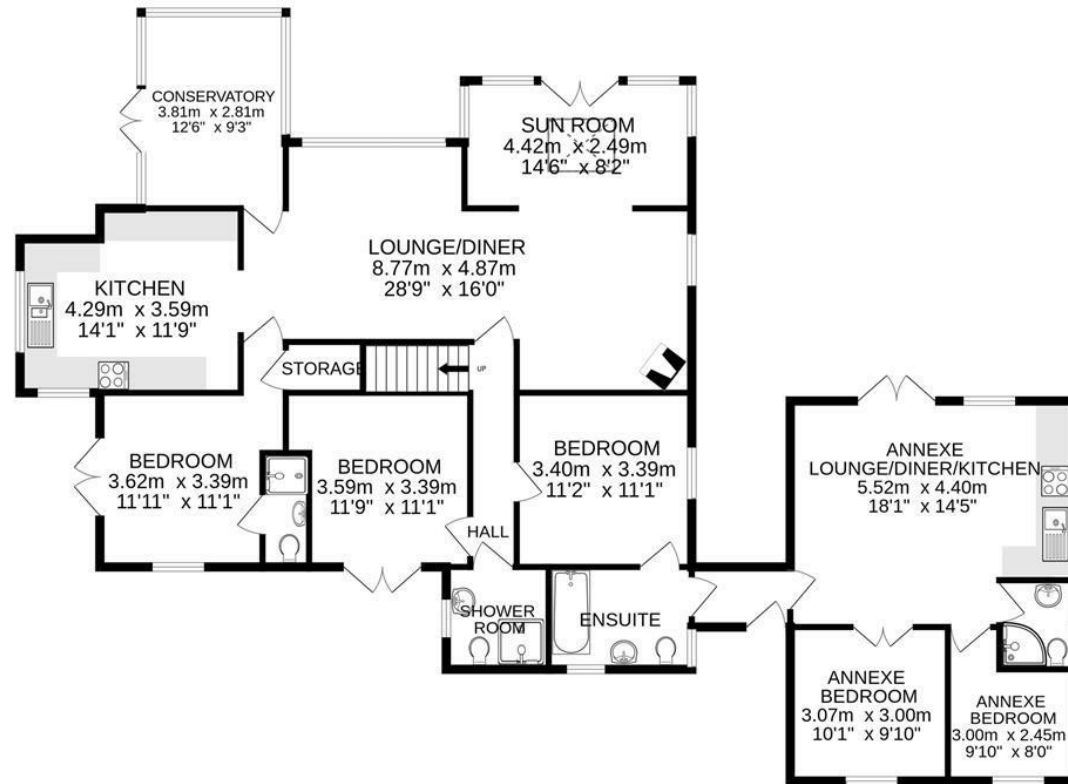 CONSERVATORY
3.81m x 2.81m
12'6" x 9'3"
SUN ROOM
4.42m x 2.49m
14'6" x 8'2"
LOUNGE/DINER
8.77m x 4.87m
28'9" x 16'0"
KITCHEN
4.29m x 3.59m
14'1" x 11'9"
STORAGE
UP
BEDROOM
3.62m x 3.39m
11'11" x 11'1"
BEDROOM
3.59m x 3.39m
11'9" x 11'1"
BEDROOM
3.40m x 3.39m
11'2" x 11'1"
HALL
SHOWER
ROOM
ENSUITE
ANNEXE
LOUNGE/DINER/KITCHEN
5.52m x 4.40m
18'1" x 14'5"
ANNEXE
BEDROOM
3.07m x 3.00m
10'1" x 9'10"
ANNEXE
BEDROOM
3.00m x 2.45m
9'10" x 8'0"